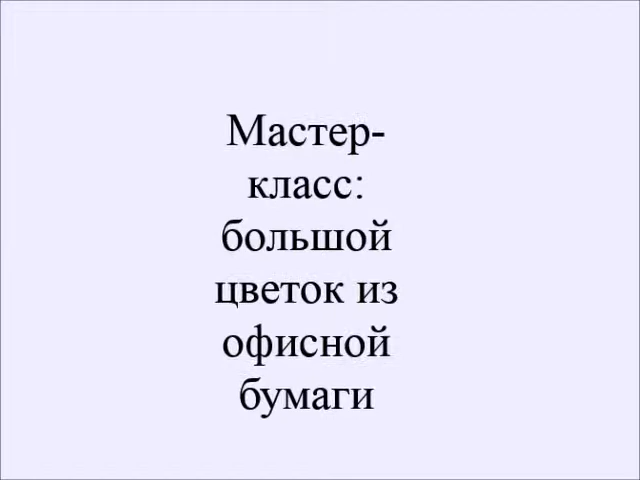 Мастер-
класс:
большой
цветок из
офисной
бумаги